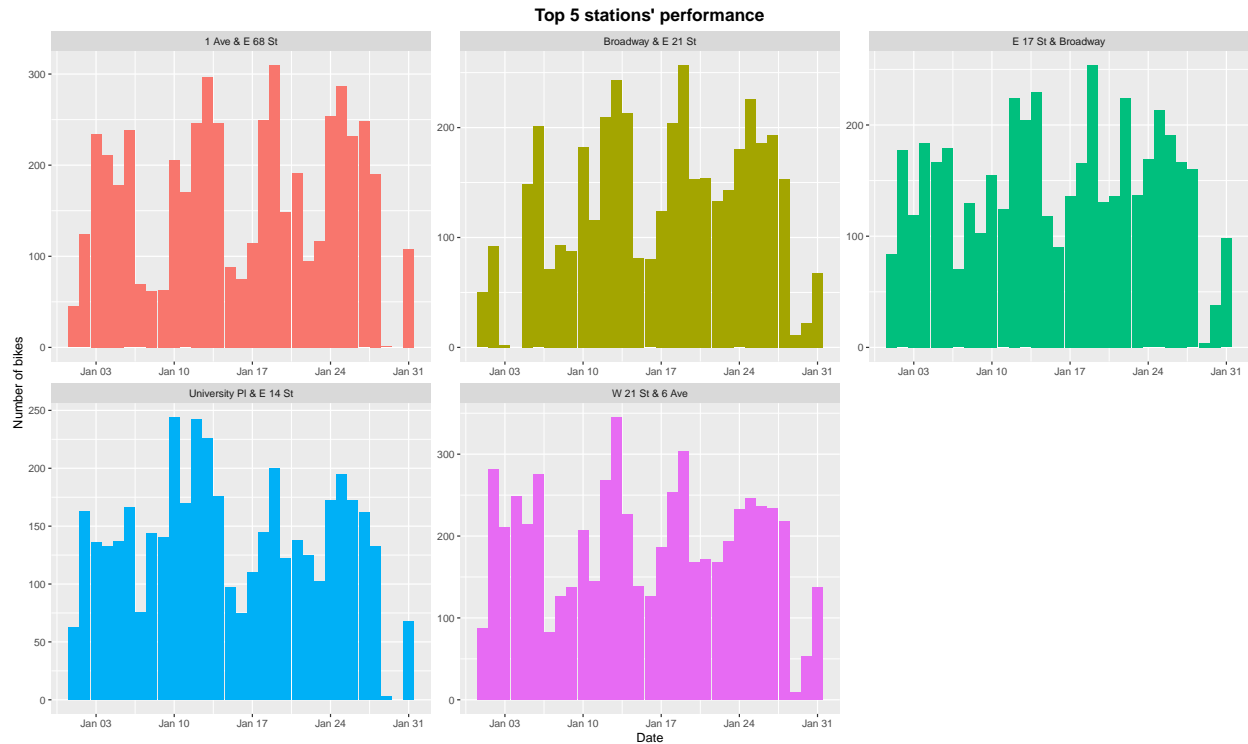 Top 5 stations' performance
1 Ave & E 68 St
Broadway & E 21 St
E 17 St & Broadway
300
200
100
0
200
100
0
200
100
0
Jan 03 Jan 10 Jan 17 Jan 24 Jan 31
Jan 03 Jan 10 Jan 17 Jan 24 Jan 31
Jan 03 Jan 10 Jan 17 Jan 24 Jan 31
Number of bikes
University Pl & E 14 St
W 21 St & 6 Ave
250
200
150
100
50
0
300
200
100
0
Jan 03 Jan 10 Jan 17 Jan 24 Jan 31
Jan 03 Jan 10 Jan 17 Jan 24 Jan 31
Date